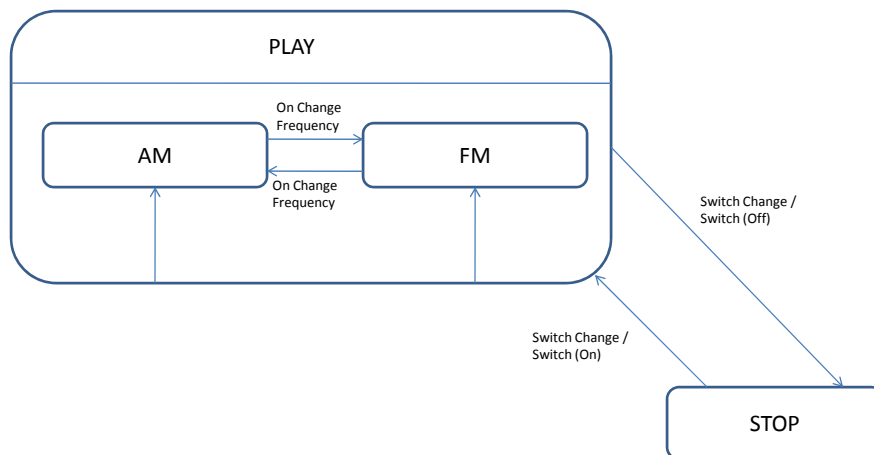 PLAY
On Change
Frequency
AM
FM
On Change
Frequency
Switch Change /
Switch (Off)
Switch Change /
Switch (On)
STOP